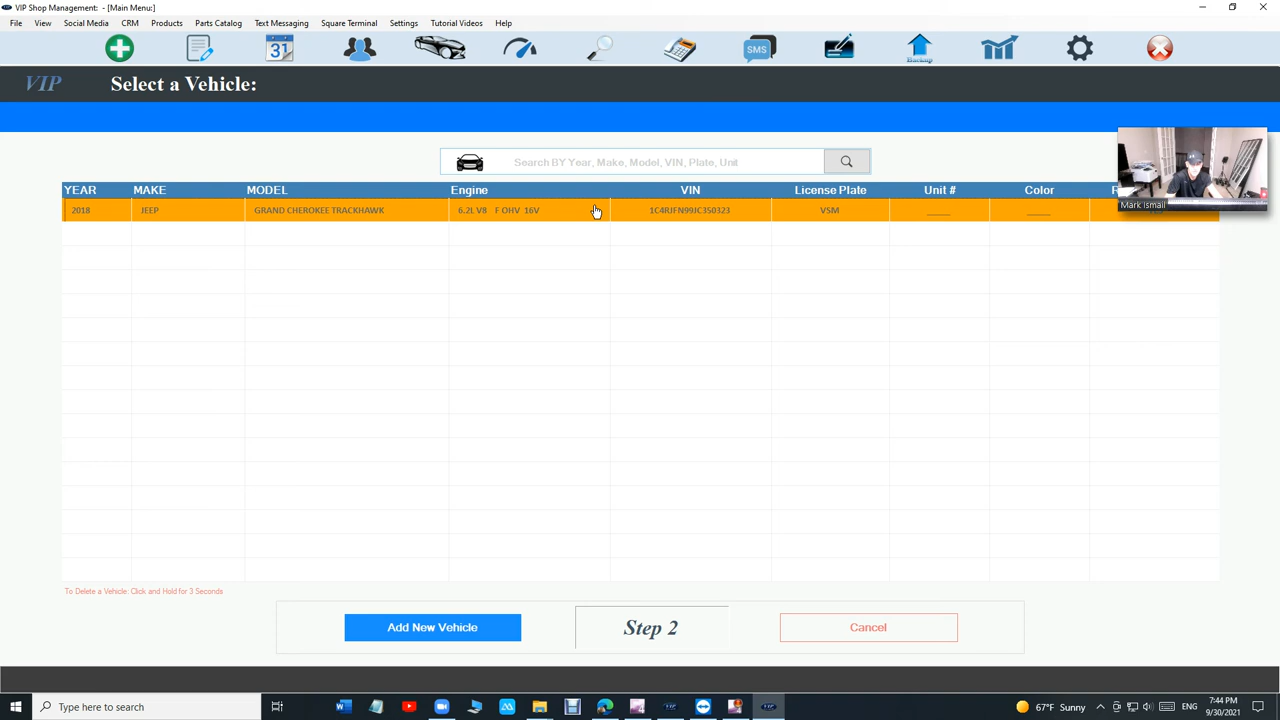 VIP Shop Management: - [Main Menu:]
File View Social Media CRM Products Parts Catalog Text Messaging Square Terminal Settings Tutorial Videos Help
31 SMS Backup
VIP Select a Vehicle:
Search BY Year, Make, Model, VIN, Plate, Unit
YEAR MAKE MODEL Engine VIN License Plate Unit # Color R
2018 JEEP GRAND CHEROKEE TRACKHAWK 6.2L V8 F OHV 16V 1C4RJFN99JC350323 VSM
Mark Ismail
To Delete a Vehicle: Click and Hold for 3 Seconds
Add New Vehicle Step 2 Cancel
Type here to search
67°F Sunny ENG 7:44 PM
9/30/2021